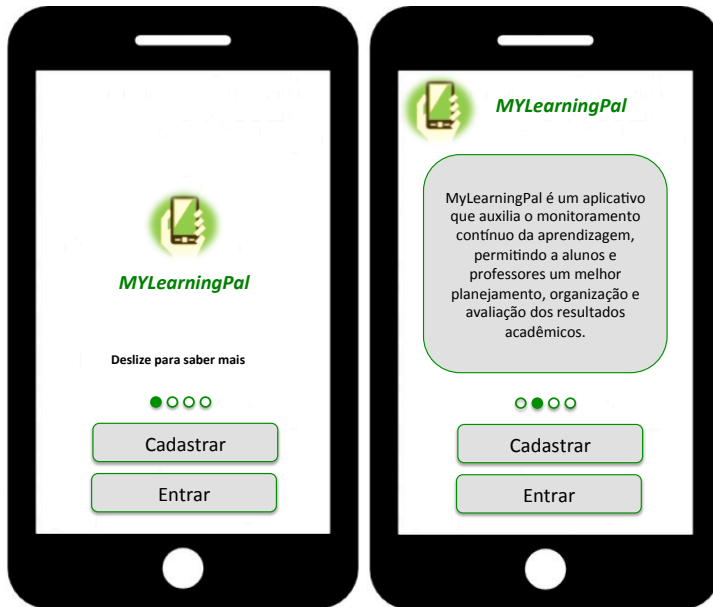 MYLearningPal
Deslize para saber mais
Cadastrar
Entrar
MYLearningPal
MyLearningPal é um aplicativo
que auxilia o monitoramento
contínuo da aprendizagem,
permitindo a alunos e
professores um melhor
planejamento, organização e
avaliação dos resultados
acadêmicos.
Cadastrar
Entrar